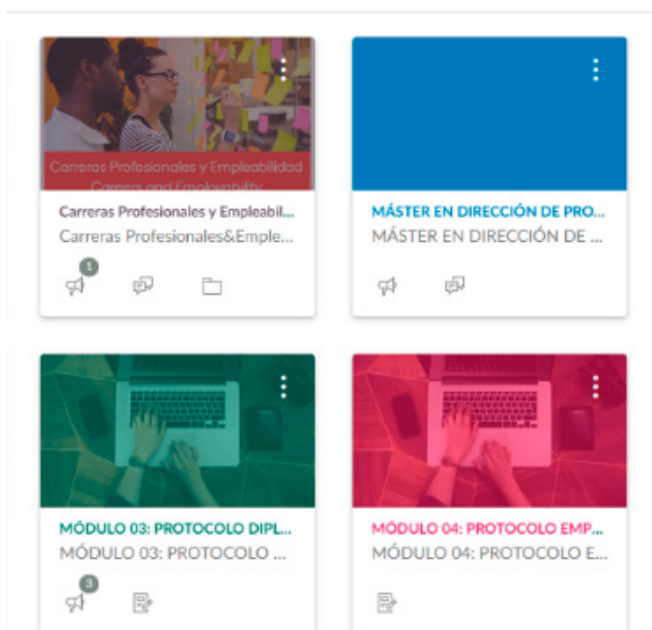 Carreras Profesionales y Empleabilidad
Careers and Employability
Carreras Profesionales y Empleabil...
Carreras Profesionales&Emple...
1
MÁSTER EN DIRECCIÓN DE PRO...
MÁSTER EN DIRECCIÓN DE ...
MÓDULO 03: PROTOCOLO DIPL...
MÓDULO 03: PROTOCOLO ...
3
MÓDULO 04: PROTOCOLO EMP...
MÓDULO 04: PROTOCOLO E...